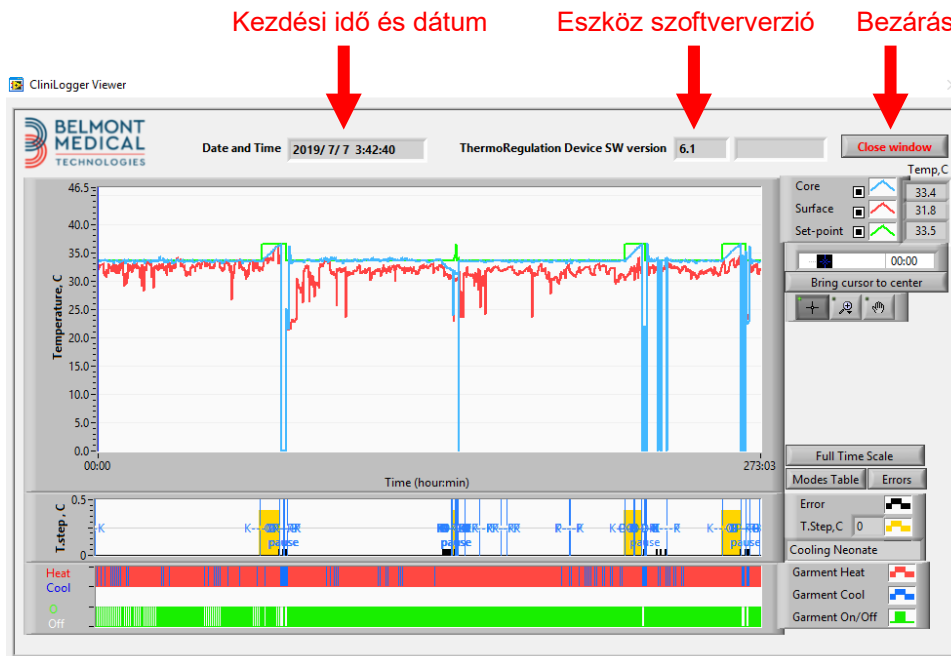 Kezdési idő és dátum Eszköz szoftververzió Bezárás
CliniLogger Viewer
BELMONT
MEDICAL
TECHNOLOGIES
Date and Time 2019/ 7/ 7 3:42:40 ThermoRegulation Device SW version 6.1 Close window
Temp,C
Core 33.4
Surface 31.8
Set-point 33.5
00:00
Bring cursor to center
Temperature, C
46.5
40.0
35.0
30.0
25.0
20.0
15.0
10.0
5.0
0.0
00:00 273:03
Time (hour:min)
Full Time Scale
Modes Table Errors
Error
T.Step,C 0
Cooling Neonate
T.step , C
0.5
0
K
pause pause pause pause
Heat
Cool
Off
Garment Heat
Garment Cool
Garment On/Off